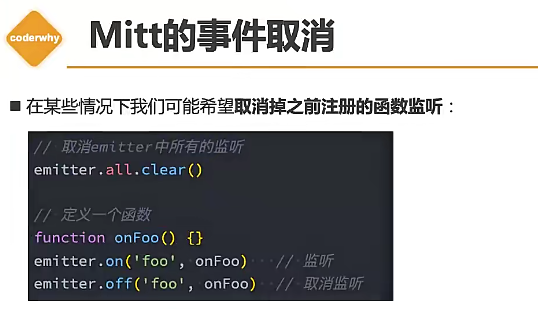 coderwhy
Mitt的事件取消
在某些情况下我们可能希望取消掉之前注册的函数监听：
// 取消emitter中所有的监听
emitter.all.clear()
// 定义一个函数
function onFoo() {}
emitter.on('foo', onFoo) // 监听
emitter.off('foo', onFoo) // 取消监听